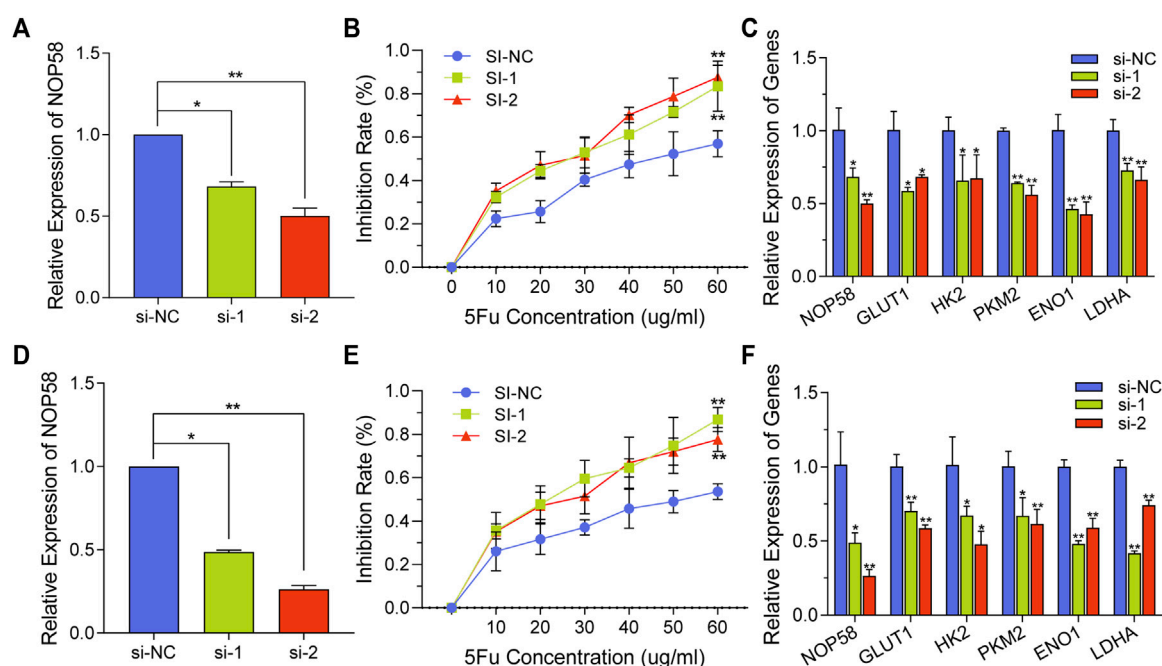 A
Relative Expression of NOP58
1.5
1.0
0.5
0.0
**
*
si-NC
si-1
si-2
B
Inhibition Rate (%)
1.0
0.8
0.6
0.4
0.2
0.0
SI-NC
SI-1
SI-2
**
**
0
10
20
30
40
50
60
5Fu Concentration (ug/ml)
C
Relative Expression of Genes
1.5
1.0
0.5
0.0
si-NC
si-1
si-2
*
**
*
*
*
*
**
**
**
**
**
**
NOP58
GLUT1
HK2
PKM2
ENO1
LDHA
D
Relative Expression of NOP58
1.5
1.0
0.5
0.0
**
*
si-NC
si-1
si-2
E
Inhibition Rate (%)
1.0
0.8
0.6
0.4
0.2
0.0
SI-NC
SI-1
SI-2
**
**
10
20
30
40
50
60
5Fu Concentration (ug/ml)
F
Relative Expression of Genes
1.5
1.0
0.5
0.0
si-NC
si-1
si-2
*
**
**
**
*
*
*
**
**
**
**
**
NOP58
GLUT1
HK2
PKM2
ENO1
LDHA